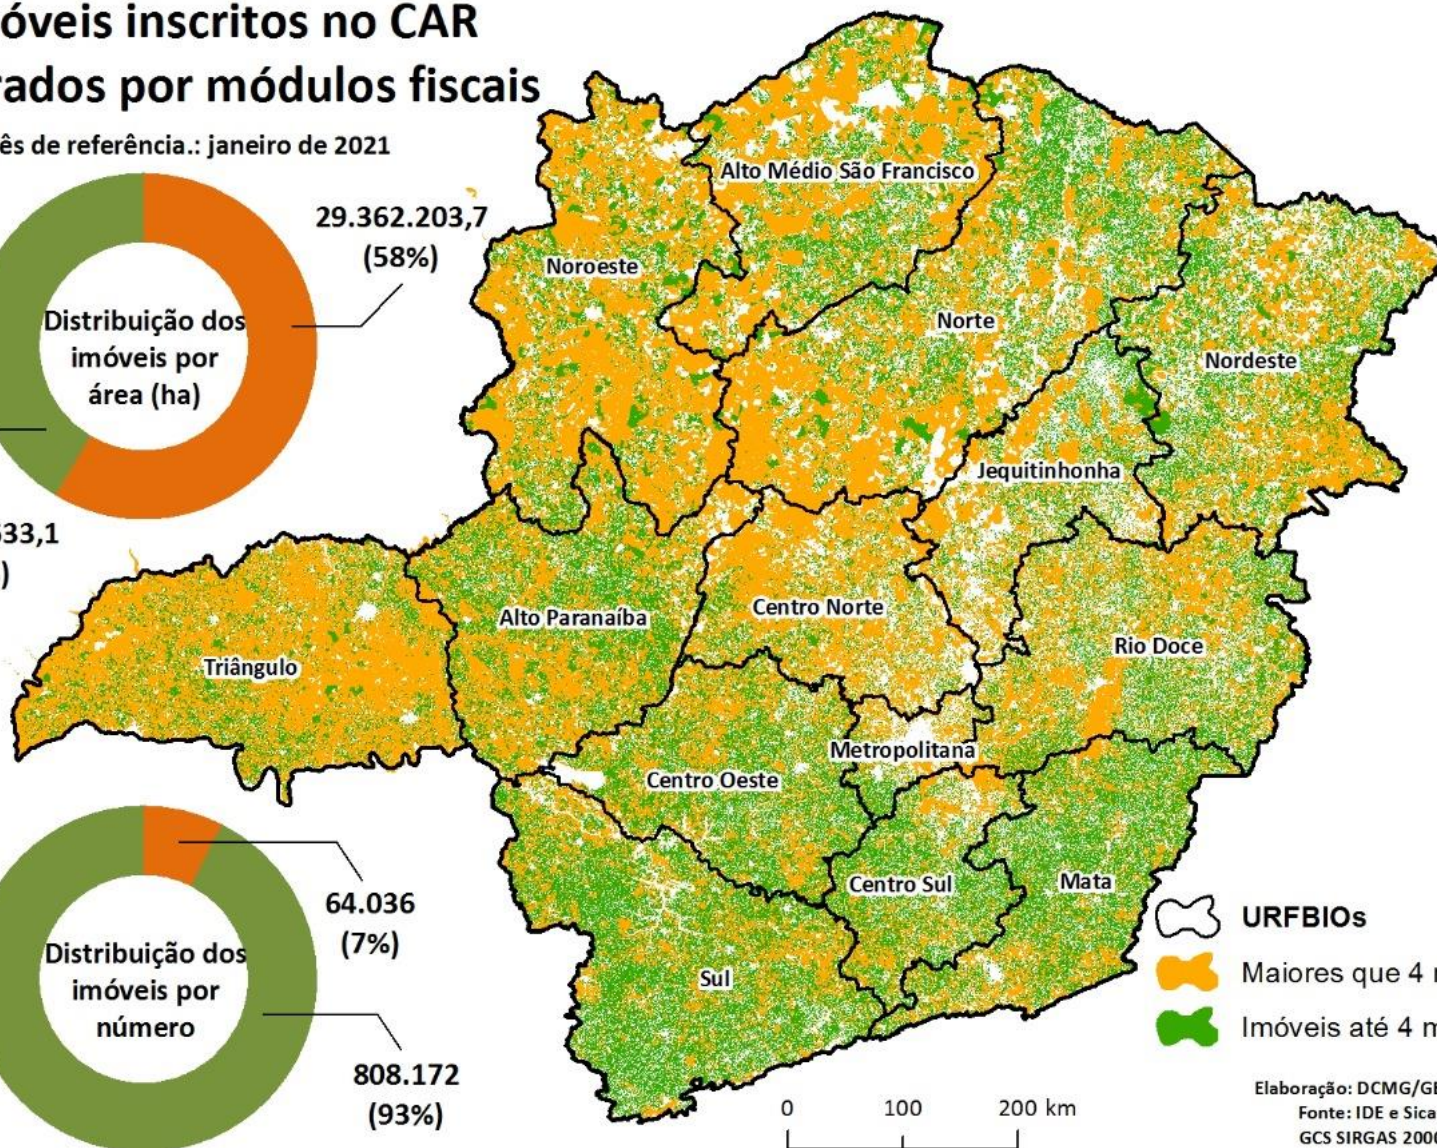 óveis inscritos no CAR
rados por módulos fiscais
ês de referência.: janeiro de 2021
29.362.203,7
(58%)
Distribuição dos
imóveis por
área (ha)
633,1
)
Distribuição dos
imóveis por
número
64.036
(7%)
808.172
(93%)
Alto Médio São Francisco
Noroeste
Norte
Nordeste
Jequitinhonha
Centro Norte
Alto Paranaíba
Rio Doce
Triângulo
Metropolitana
Centro Oeste
Centro Sul
Mata
Sul
URFBIOs
Maiores que 4 m
Imóveis até 4 m
0 100 200 km
Elaboração: DCMG/GE
Fonte: IDE e Sica
GCS SIRGAS 2000